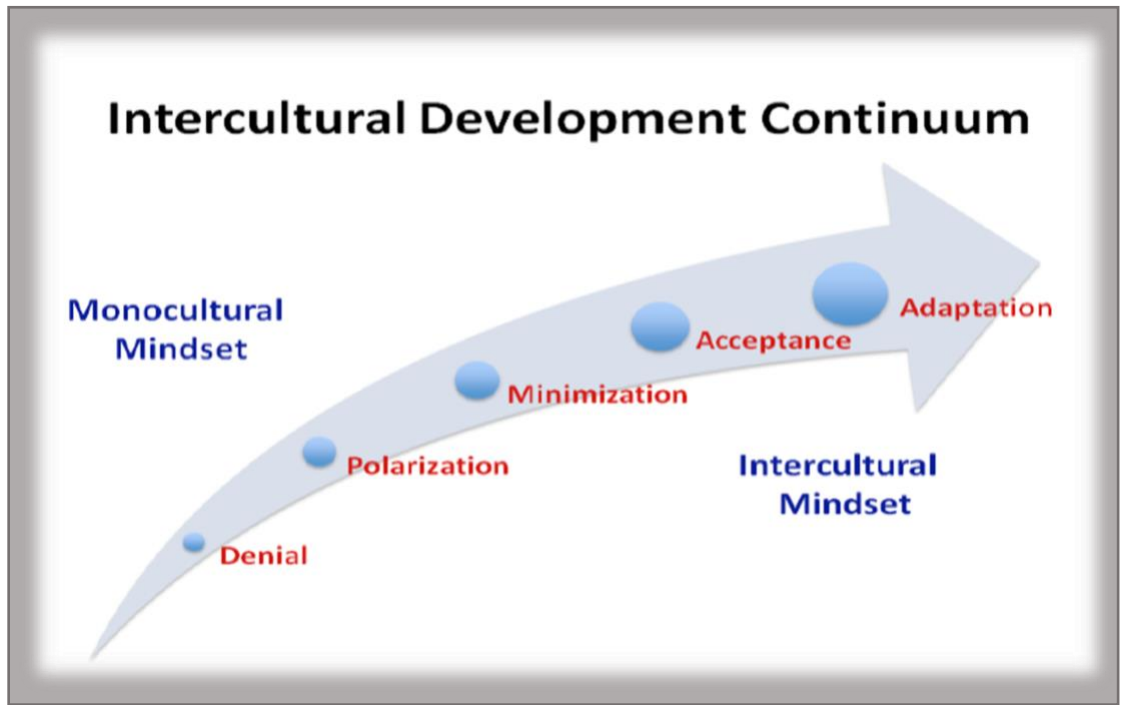 Intercultural Development Continuum
Monocultural
Mindset
Adaptation
Acceptance
Minimization
Polarization
Intercultural
Mindset
Denial